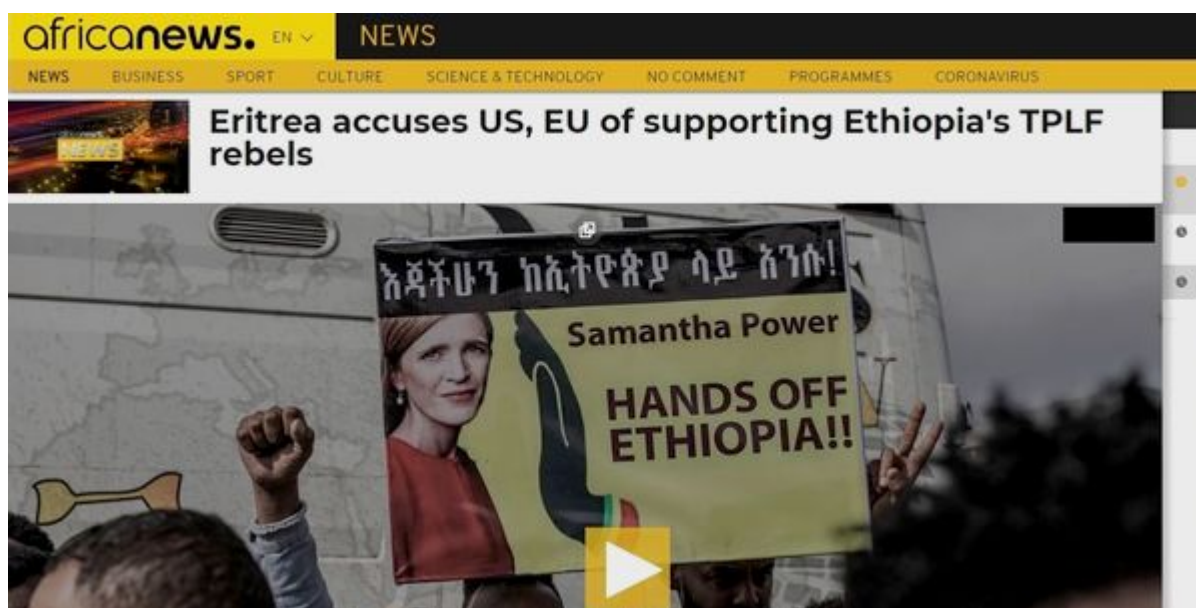 africanews. EN NEWS
NEWS BUSINESS SPORT CULTURE SCIENCE & TECHNOLOGY NO COMMENT PROGRAMMES CORONAVIRUS
NEWS
Eritrea accuses US, EU of supporting Ethiopia's TPLF
rebels
እጃችሁን ከኢትዮጵያ ላይ አንሱ!
Samantha Power
HANDS OFF
ETHIOPIA!!